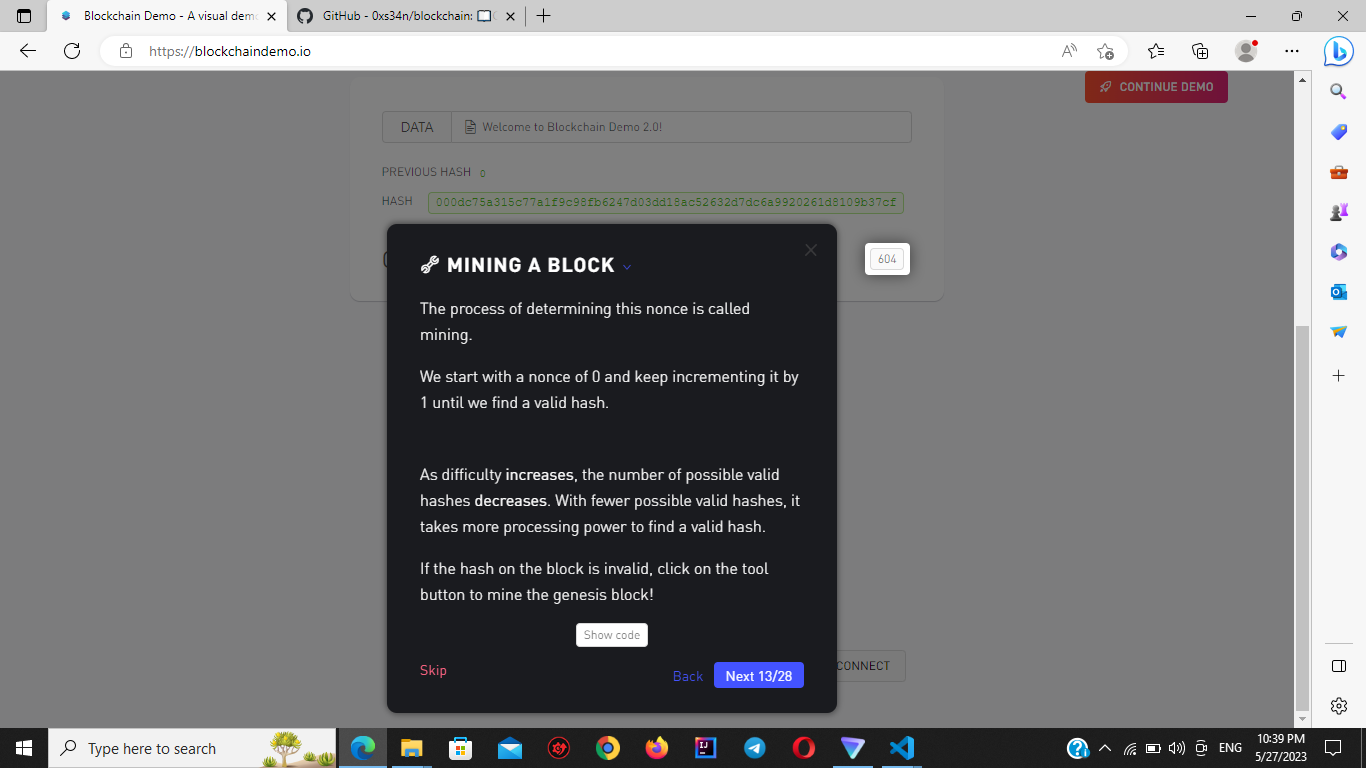 Blockchain Demo - A visual dem
GitHub - 0xs34n/blockchain:
https://blockchaindemo.io
CONTINUE DEMO
DATA
Welcome to Blockchain Demo 2.0!
PREVIOUS HASH 0
HASH 000dc75a315c77a1f9c98fb6247d03dd18ac52632d7dc6a9920261d8109b37cf
604
MINING A BLOCK
The process of determining this nonce is called
mining.
We start with a nonce of 0 and keep incrementing it by
1 until we find a valid hash.
As difficulty increases, the number of possible valid
hashes decreases. With fewer possible valid hashes, it
takes more processing power to find a valid hash.
If the hash on the block is invalid, click on the tool
button to mine the genesis block!
Show code
Skip
Back
Next 13/28
CONNECT
Type here to search
ENG
10:39 PM
5/27/2023